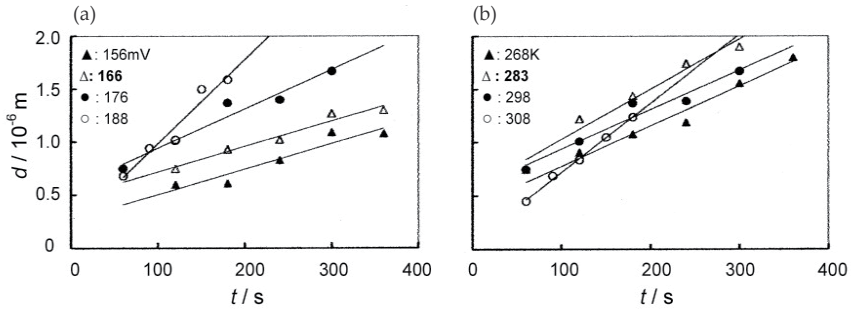 (a)
2.0
1.5
1.0
0.5
0
d / 10⁻⁶ m
▲ : 156mV
△ : 166
● : 176
○ : 188
0 100 200 300 400
t / s
(b)
▲ : 268K
△ : 283
● : 298
○ : 308
0 100 200 300 400
t / s